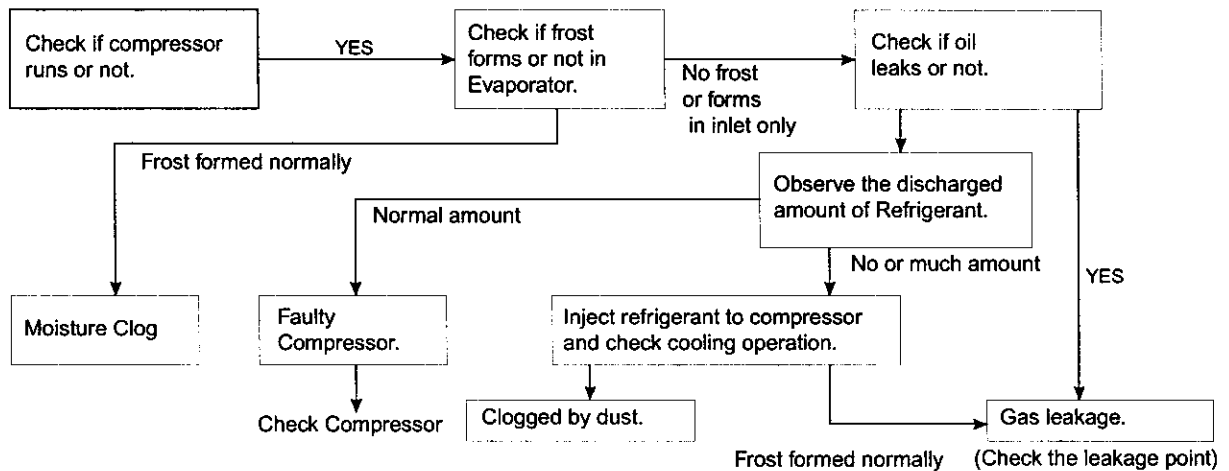 Check if compressor
runs or not.
YES
Check if frost
forms or not in
Evaporator.
No frost
or forms
in inlet only
Check if oil
leaks or not.
Frost formed normally
Observe the discharged
amount of Refrigerant.
Normal amount
No or much amount
YES
Moisture Clog
Faulty
Compressor.
Inject refrigerant to compressor
and check cooling operation.
Check Compressor
Clogged by dust.
Gas leakage.
Frost formed normally
(Check the leakage point)